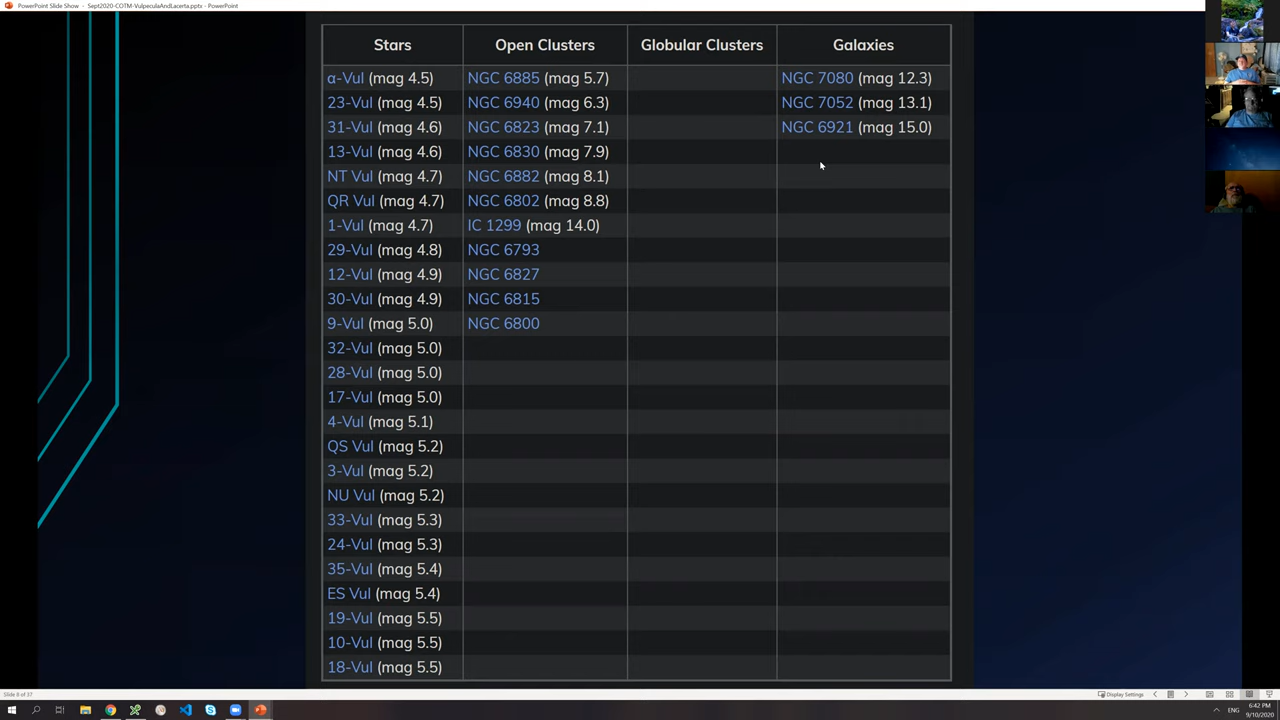 PowerPoint Slide Show - Sept2020-COTM-VulpeculaAndLacerta.pptx - PowerPoint
Stars Open Clusters Globular Clusters Galaxies
α-Vul (mag 4.5) NGC 6885 (mag 5.7) NGC 7080 (mag 12.3)
23-Vul (mag 4.5) NGC 6940 (mag 6.3) NGC 7052 (mag 13.1)
31-Vul (mag 4.6) NGC 6823 (mag 7.1) NGC 6921 (mag 15.0)
13-Vul (mag 4.6) NGC 6830 (mag 7.9)
NT Vul (mag 4.7) NGC 6882 (mag 8.1)
QR Vul (mag 4.7) NGC 6802 (mag 8.8)
1-Vul (mag 4.7) IC 1299 (mag 14.0)
29-Vul (mag 4.8) NGC 6793
12-Vul (mag 4.9) NGC 6827
30-Vul (mag 4.9) NGC 6815
9-Vul (mag 5.0) NGC 6800
32-Vul (mag 5.0)
28-Vul (mag 5.0)
17-Vul (mag 5.0)
4-Vul (mag 5.1)
QS Vul (mag 5.2)
3-Vul (mag 5.2)
NU Vul (mag 5.2)
33-Vul (mag 5.3)
24-Vul (mag 5.3)
35-Vul (mag 5.4)
ES Vul (mag 5.4)
19-Vul (mag 5.5)
10-Vul (mag 5.5)
18-Vul (mag 5.5)
Slide 8 of 37 Display Settings
ENG 6:42 PM
9/10/2020